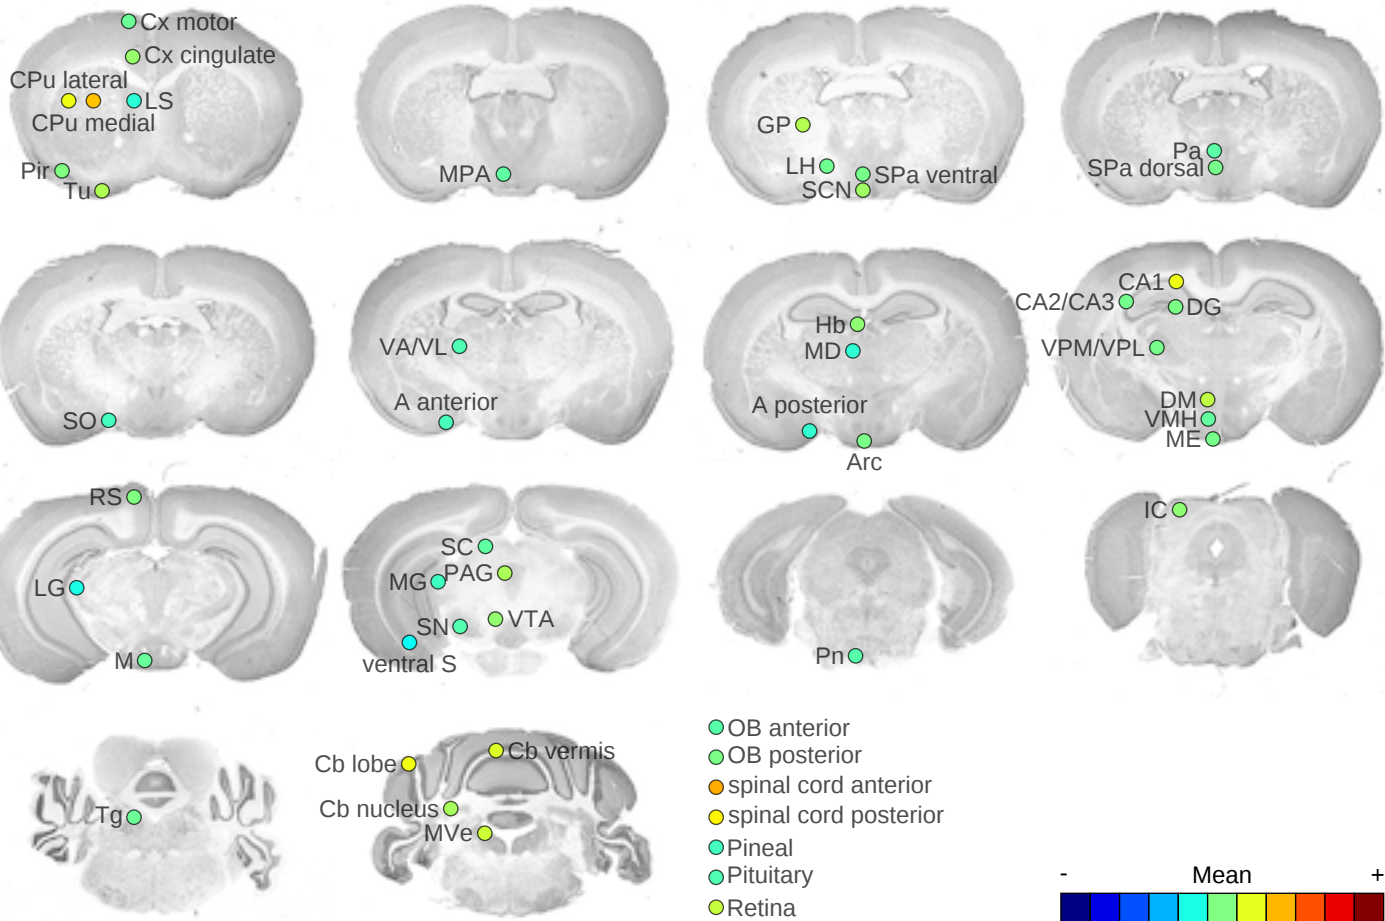 Cx motor
Cx cingulate
CPu lateral
LS
CPu medial
Pir
Tu
MPA
GP
LH
SPa ventral
SCN
Pa
SPa dorsal
SO
VA/VL
A anterior
Hb
MD
A posterior
Arc
CA1
CA2/CA3
DG
VPM/VPL
DM
VMH
ME
RS
LG
M
SC
MG
PAG
SN
VTA
ventral S
Pn
IC
Tg
Cb lobe
Cb vermis
Cb nucleus
MVe
OB anterior
OB posterior
spinal cord anterior
spinal cord posterior
Pineal
Pituitary
Retina
- Mean +